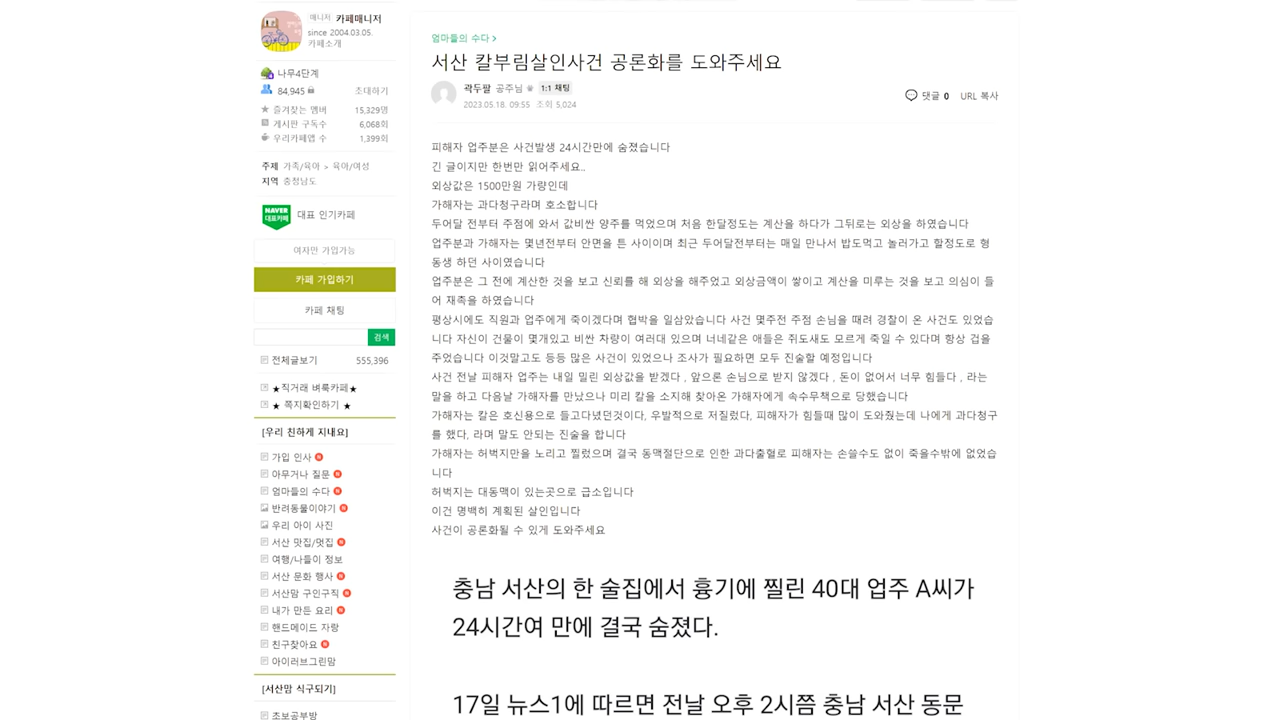 매니저 카페매니저
since 2004.03.05.
카페소개
나무4단계
84,945 초대하기
즐겨찾는 멤버 15,329명
게시판 구독수 6,068회
우리카페앱 수 1,399회
주제 가족/육아 > 육아/여성
지역 충청남도
NAVER 대표카페 대표 인기카페
여자만 가입가능
카페 가입하기
카페 채팅
검색
전체글보기 555,396
★직거래 벼룩카페★
★ 쪽지확인하기 ★
[우리 친하게 지내요]
가입 인사 N
아무거나 질문 N
엄마들의 수다 N
반려동물이야기 N
우리 아이 사진
서산 맛집/멋집 N
여행/나들이 정보
서산 문화 행사 N
서산맘 구인구직 N
내가 만든 요리 N
핸드메이드 자랑
친구찾아요 N
아이러브그린맘
[서산맘 식구되기]
초보공부방
엄마들의 수다 >
서산 칼부림살인사건 공론화를 도와주세요
곽두팔 공주님 1:1 채팅
2023.05.18. 09:55 조회 5,024
댓글 0 URL 복사
피해자 업주분은 사건발생 24시간만에 숨졌습니다
긴 글이지만 한번만 읽어주세요..
외상값은 1500만원 가량인데
가해자는 과다청구라며 호소합니다
두어달 전부터 주점에 와서 값비싼 양주를 먹었으며 처음 한달정도는 계산을 하다가 그뒤로는 외상을 하였습니다
업주분과 가해자는 몇년전부터 안면을 튼 사이이며 최근 두어달전부터는 매일 만나서 밥도먹고 놀러가고 할정도로 형
동생 하던 사이였습니다
업주분은 그 전에 계산한 것을 보고 신뢰를 해 외상을 해주었고 외상금액이 쌓이고 계산을 미루는 것을 보고 의심이 들
어 재촉을 하였습니다
평상시에도 직원과 업주에게 죽이겠다며 협박을 일삼았습니다 사건 몇주전 주점 손님을 때려 경찰이 온 사건도 있었습
니다 자신이 건물이 몇개있고 비싼 차량이 여러대 있으며 너네같은 애들은 쥐도새도 모르게 죽일 수 있다며 항상 겁을
주었습니다 이것말고도 등등 많은 사건이 있었으나 조사가 필요하면 모두 진술할 예정입니다
사건 전날 피해자 업주는 내일 밀린 외상값을 받겠다 , 앞으론 손님으로 받지 않겠다 , 돈이 없어서 너무 힘들다 , 라는
말을 하고 다음날 가해자를 만났으나 미리 칼을 소지해 찾아온 가해자에게 속수무책으로 당했습니다
가해자는 칼은 호신용으로 들고다녔던것이다, 우발적으로 저질렀다, 피해자가 힘들때 많이 도와줬는데 나에게 과다청구
를 했다, 라며 말도 안되는 진술을 합니다
가해자는 허벅지만을 노리고 찔렀으며 결국 동맥절단으로 인한 과다출혈로 피해자는 손쓸수도 없이 죽을수밖에 없었습
니다
허벅지는 대동맥이 있는곳으로 급소입니다
이건 명백히 계획된 살인입니다
사건이 공론화될 수 있게 도와주세요
충남 서산의 한 술집에서 흉기에 찔린 40대 업주 A씨가
24시간여 만에 결국 숨졌다.
17일 뉴스1에 따르면 전날 오후 2시쯤 충남 서산 동문